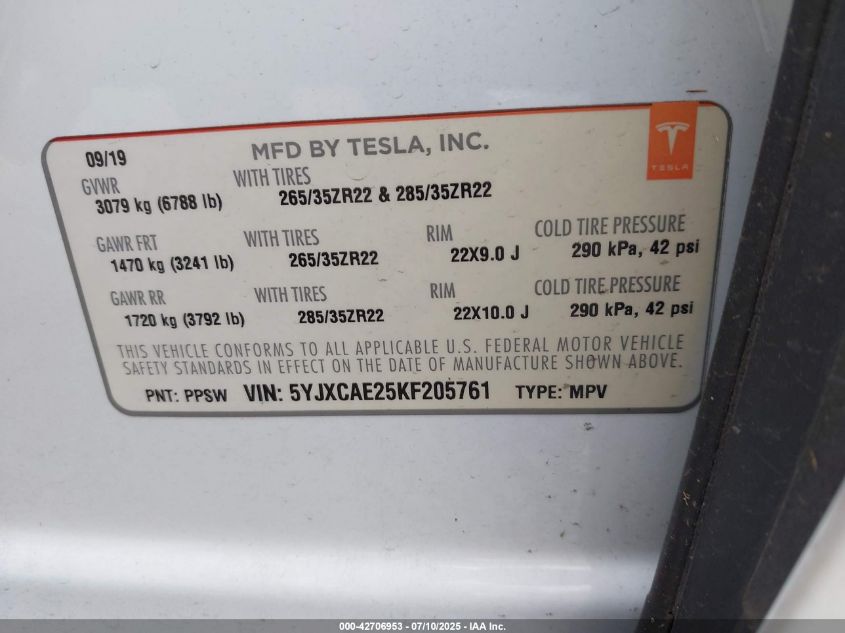 09/19 MFD BY TESLA, INC.
TESLA
GVWR WITH TIRES
3079 kg (6788 lb) 265/35ZR22 & 285/35ZR22
GAWR FRT WITH TIRES RIM COLD TIRE PRESSURE
1470 kg (3241 lb) 265/35ZR22 22X9.0 J 290 kPa, 42 psi
GAWR RR WITH TIRES RIM COLD TIRE PRESSURE
1720 kg (3792 lb) 285/35ZR22 22X10.0 J 290 kPa, 42 psi
THIS VEHICLE CONFORMS TO ALL APPLICABLE U.S. FEDERAL MOTOR VEHICLE
SAFETY STANDARDS IN EFFECT ON THE DATE OF MANUFACTURE SHOWN ABOVE.
PNT: PPSW VIN: 5YJXCAE25KF205761 TYPE: MPV
000-42706953 - 07/10/2025 - IAA Inc.